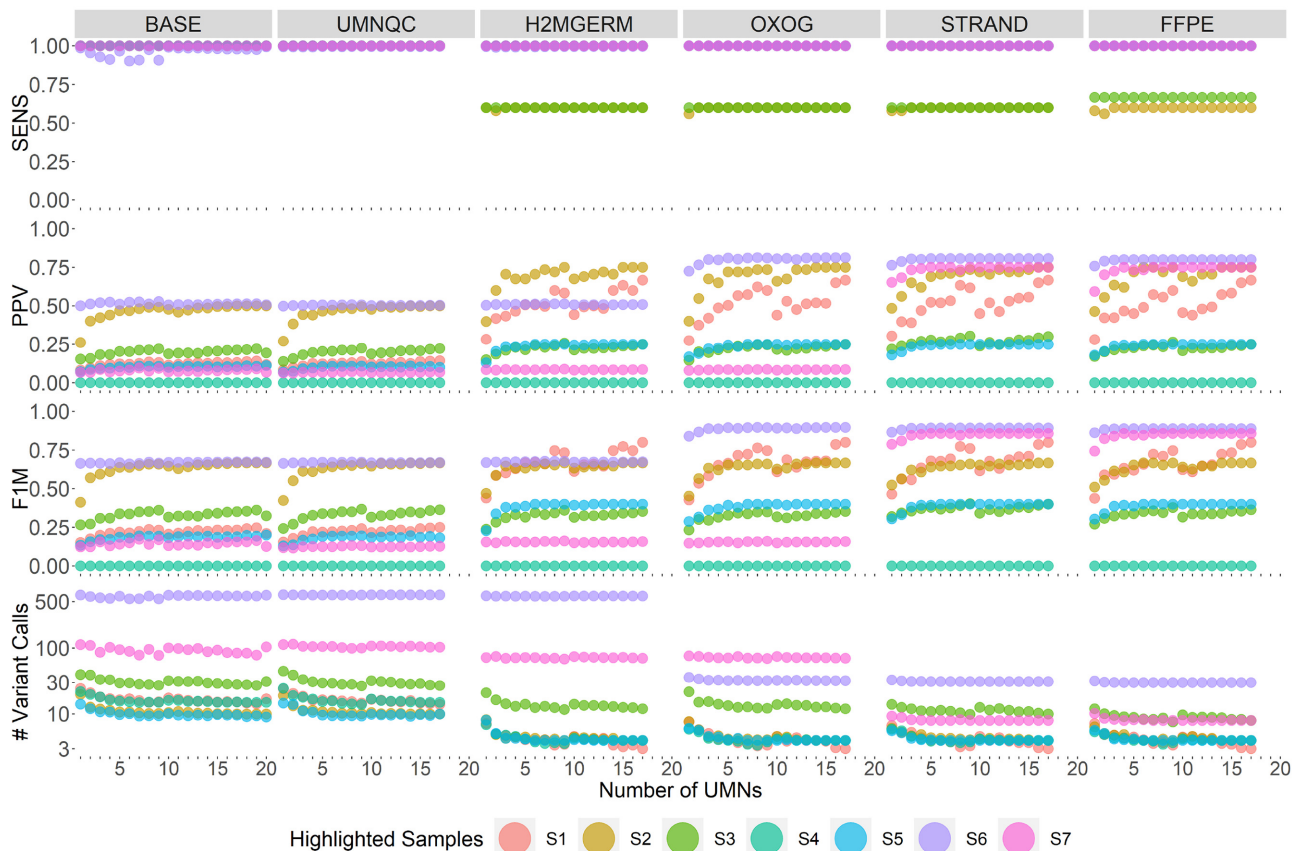 BASE UMNQC H2MGERM OXOG STRAND FFPE
SENS
1.00
0.75
0.50
0.25
0.00
PPV
1.00
0.75
0.50
0.25
0.00
F1M
1.00
0.75
0.50
0.25
0.00
# Variant Calls
500
100
30
10
3
5 10 15 20 5 10 15 20 5 10 15 20 5 10 15 20 5 10 15 20 5 10 15 20
Number of UMNs
Highlighted Samples S1 S2 S3 S4 S5 S6 S7